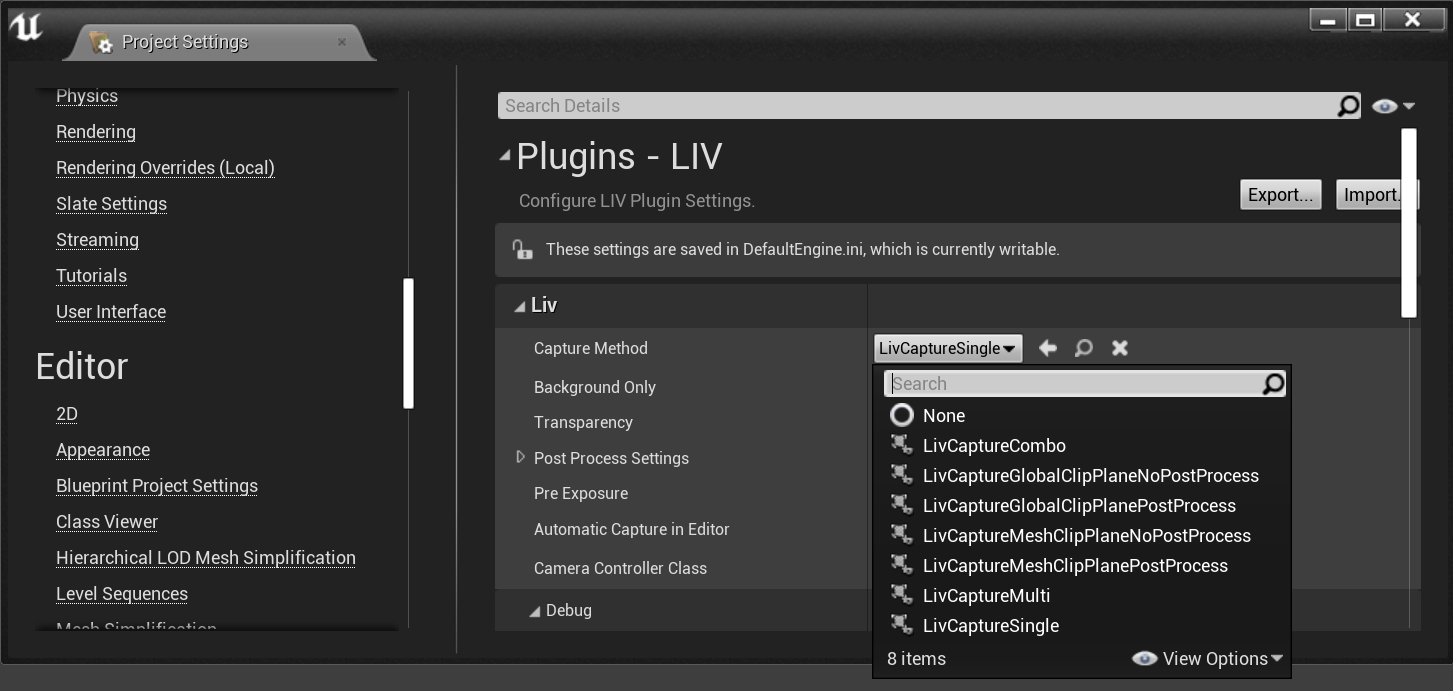 Project Settings
Physics
Rendering
Rendering Overrides (Local)
Slate Settings
Streaming
Tutorials
User Interface
Editor
2D
Appearance
Blueprint Project Settings
Class Viewer
Hierarchical LOD Mesh Simplification
Level Sequences
Mesh Simplification
Search Details
Plugins - LIV
Configure LIV Plugin Settings.
Export...
Import.
These settings are saved in DefaultEngine.ini, which is currently writable.
Liv
Capture Method
LivCaptureSingle
Background Only
Transparency
Post Process Settings
Pre Exposure
Automatic Capture in Editor
Camera Controller Class
Debug
Search
None
LivCaptureCombo
LivCaptureGlobalClipPlaneNoPostProcess
LivCaptureGlobalClipPlanePostProcess
LivCaptureMeshClipPlaneNoPostProcess
LivCaptureMeshClipPlanePostProcess
LivCaptureMulti
LivCaptureSingle
8 items
View Options